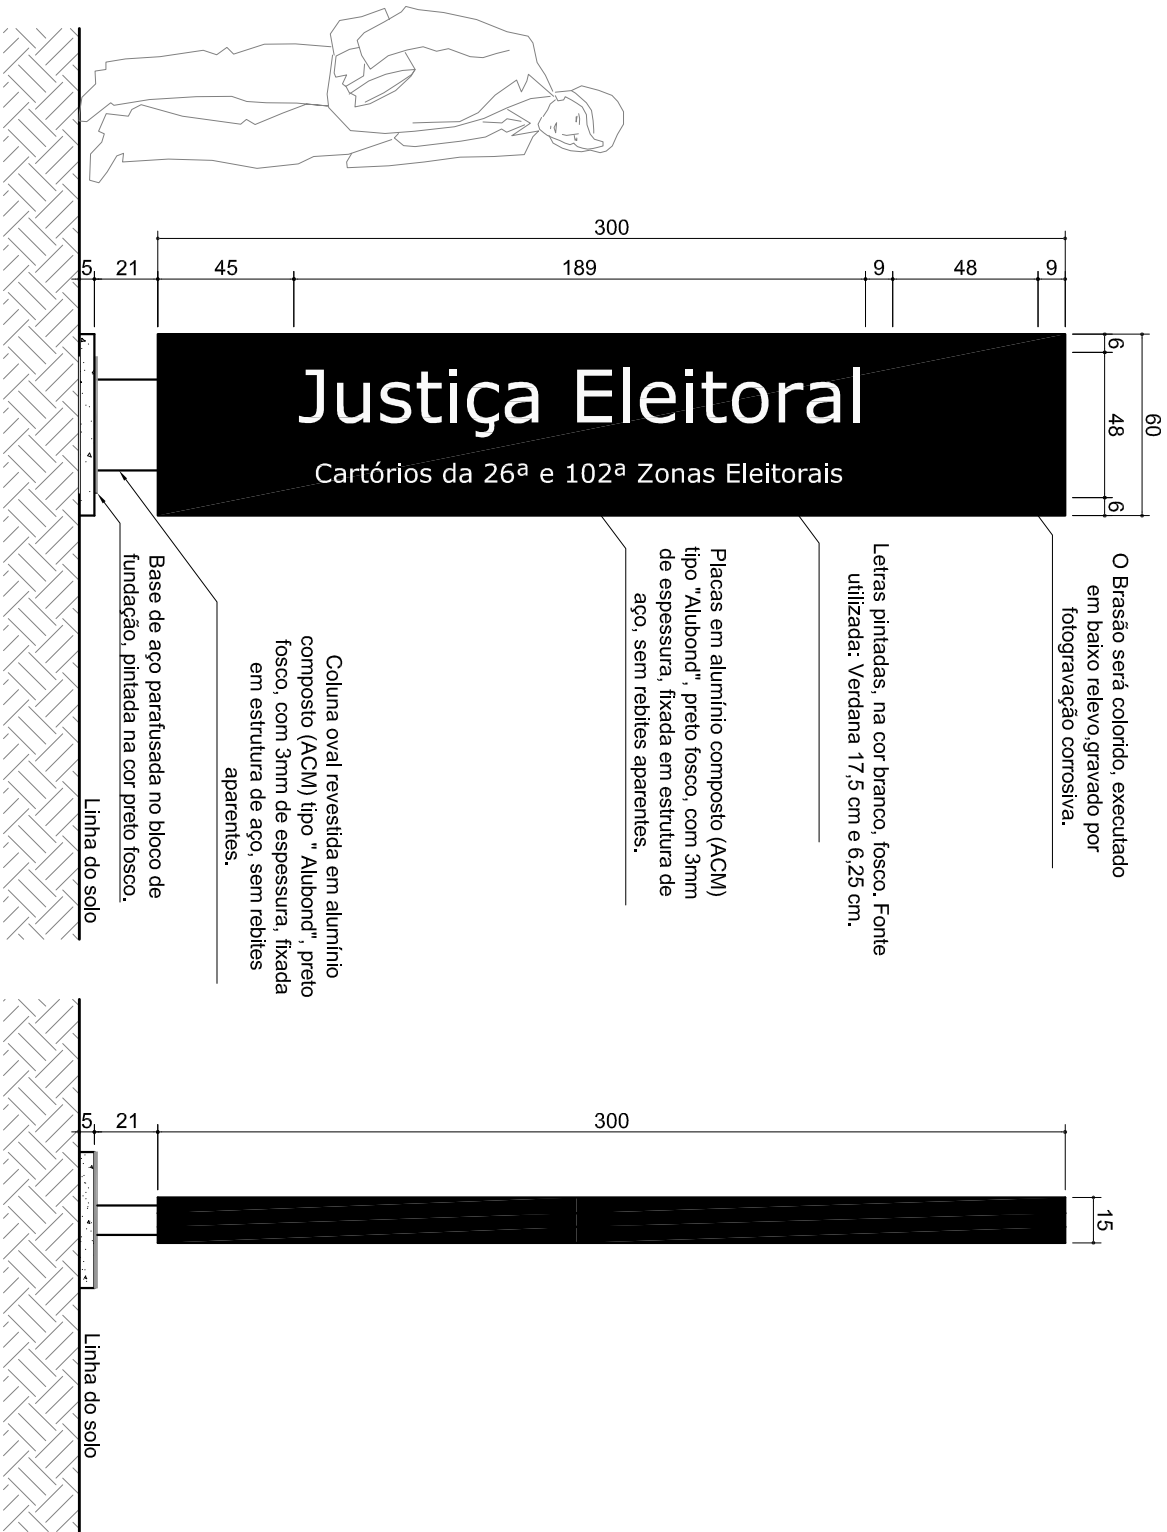 300
5
21
45
189
9
48
9
6
48
6
60
Justiça Eleitoral
Cartórios da 26ª e 102ª Zonas Eleitorais
O Brasão será colorido, executado
em baixo relevo,gravado por
fotogravação corrosiva.
Letras pintadas, na cor branco, fosco. Fonte
utilizada: Verdana 17,5 cm e 6,25 cm.
Placas em alumínio composto (ACM)
tipo "Alubond", preto fosco, com 3mm
de espessura, fixada em estrutura de
aço, sem rebites aparentes.
Coluna oval revestida em alumínio
composto (ACM) tipo " Alubond", preto
fosco, com 3mm de espessura, fixada
em estrutura de aço, sem rebites
aparentes.
Base de aço parafusada no bloco de
fundação, pintada na cor preto fosco.
Linha do solo
5
21
300
15
Linha do solo